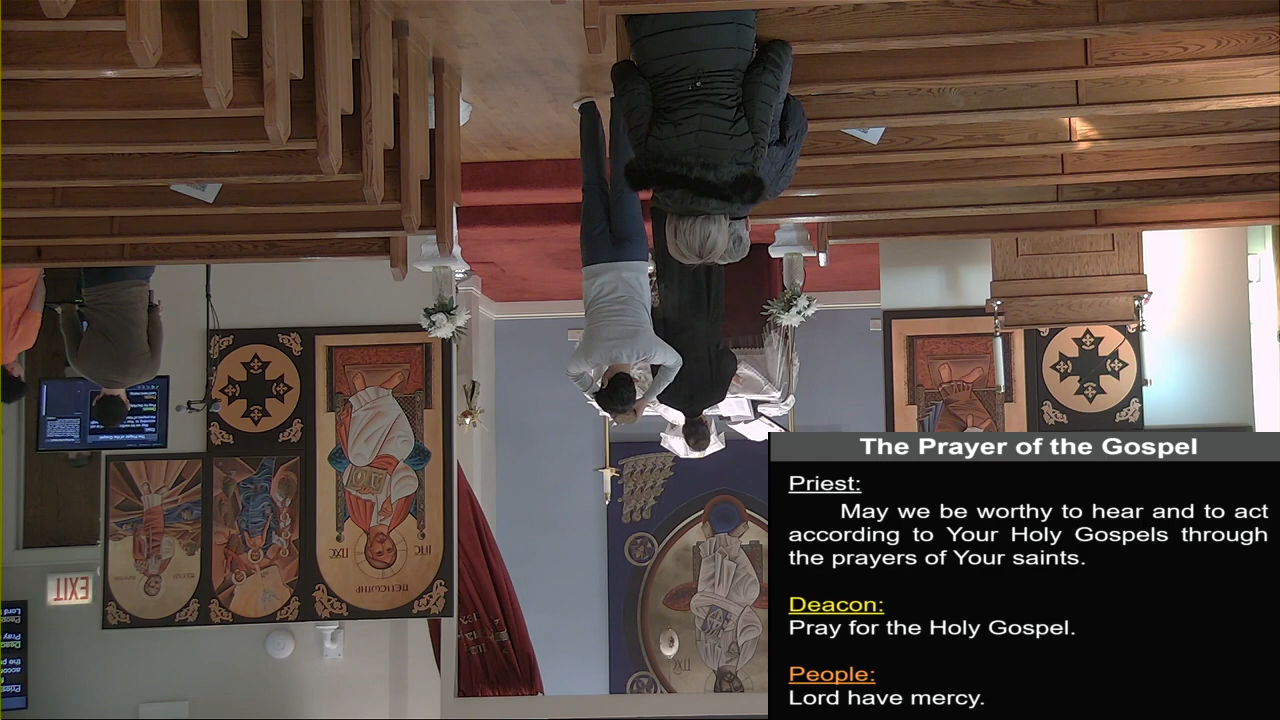 The Prayer of the Gospel
Priest:
May we be worthy to hear and to act
according to Your Holy Gospels through
the prayers of Your saints.
Deacon:
Pray for the Holy Gospel.
People:
Lord have mercy.
EXIT